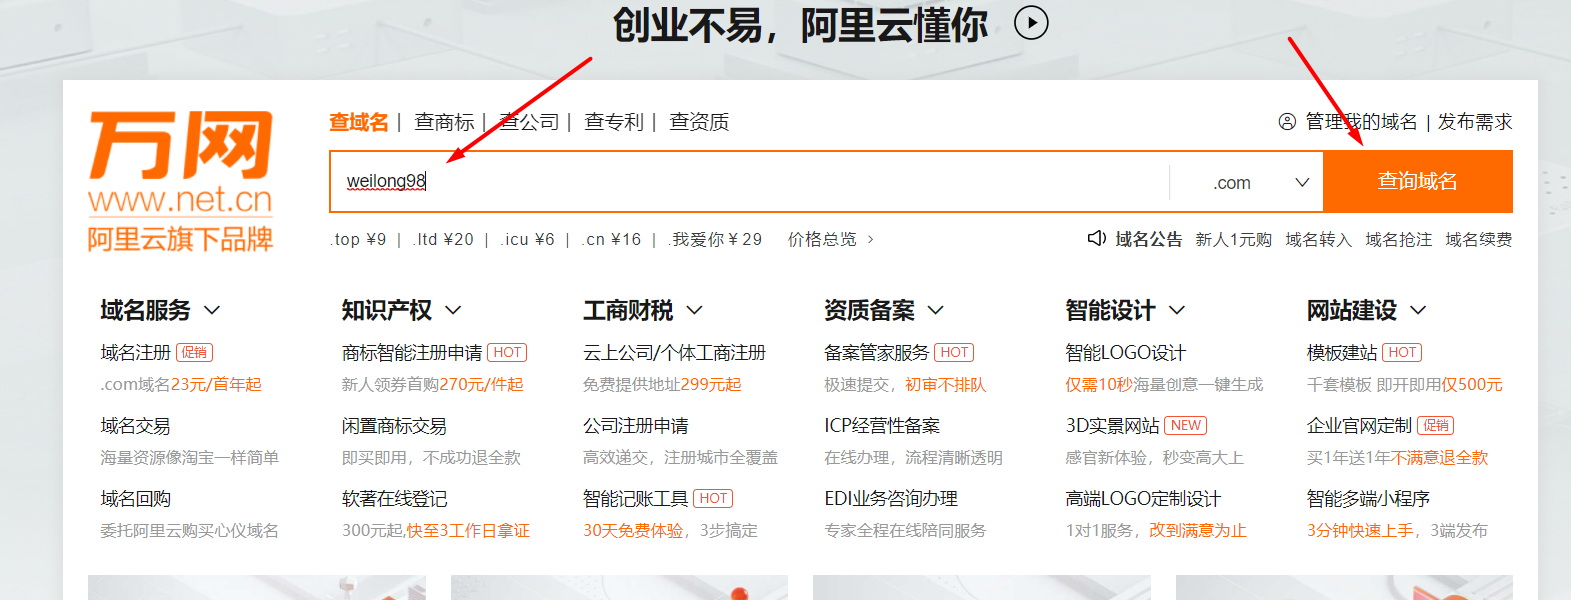 创业不易，阿里云懂你
万网
www.net.cn
阿里云旗下品牌
查域名 | 查商标 | 查公司 | 查专利 | 查资质
管理我的域名 | 发布需求
weilong98
.com
查询域名
.top ¥9 | .ltd ¥20 | .icu ¥6 | .cn ¥16 | .我爱你¥29 价格总览 >
域名公告 新人1元购 域名转入 域名抢注 域名续费
域名服务
域名注册 促销
.com域名23元/首年起
域名交易
海量资源像淘宝一样简单
域名回购
委托阿里云购买心仪域名
知识产权
商标智能注册申请 HOT
新人领券首购270元/件起
闲置商标交易
即买即用，不成功退全款
软著在线登记
300元起,快至3工作日拿证
工商财税
云上公司/个体工商注册
免费提供地址299元起
公司注册申请
高效递交，注册城市全覆盖
智能记账工具 HOT
30天免费体验，3步搞定
资质备案
备案管家服务 HOT
极速提交，初审不排队
ICP经营性备案
在线办理，流程清晰透明
EDI业务咨询办理
专家全程在线陪同服务
智能设计
智能LOGO设计
仅需10秒海量创意一键生成
3D实景网站 NEW
感官新体验，秒变高大上
高端LOGO定制设计
1对1服务，改到满意为止
网站建设
模板建站 HOT
千套模板 即开即用仅500元
企业官网定制 促销
买1年送1年不满意退全款
智能多端小程序
3分钟快速上手，3端发布